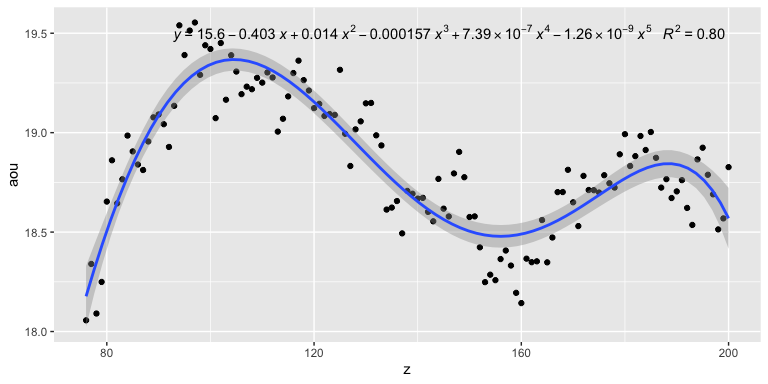 y = 15.6 − 0.403 x + 0.014 x² − 0.000157 x³ + 7.39 × 10⁻⁷ x⁴ − 1.26 × 10⁻⁹ x⁵ R² = 0.80
19.5
19.0
18.5
18.0
aou
80 120 160 200
z